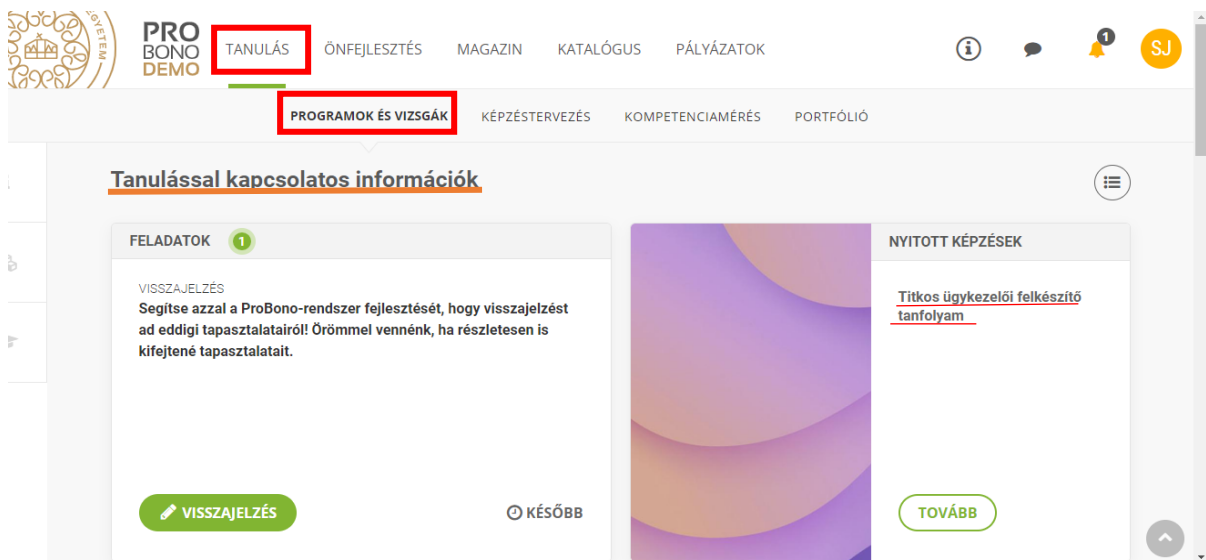 EGYETEM
PRO
BONO
DEMO
TANULÁS ÖNFEJLESZTÉS MAGAZIN KATALÓGUS PÁLYÁZATOK
1
SJ
PROGRAMOK ÉS VIZSGÁK KÉPZÉSTERVEZÉS KOMPETENCIAMÉRÉS PORTFÓLIÓ
Tanulással kapcsolatos információk
FELADATOK 1
VISSZAJELZÉS
Segítse azzal a ProBono-rendszer fejlesztését, hogy visszajelzést
ad eddigi tapasztalatairól! Örömmel vennénk, ha részletesen is
kifejtené tapasztalatait.
VISSZAJELZÉS KÉSŐBB
NYITOTT KÉPZÉSEK
Titkos ügykezelői felkészítő
tanfolyam
TOVÁBB